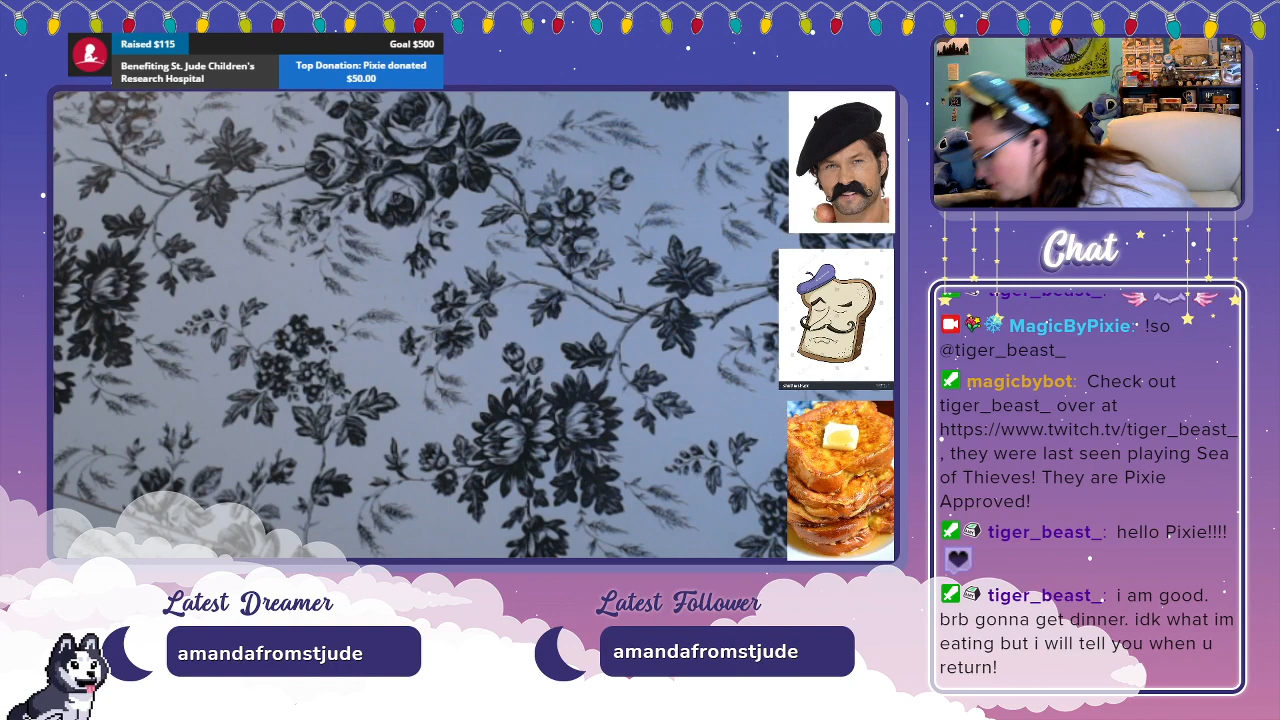 Raised $115
Goal $500
Benefiting St. Jude Children's
Research Hospital
Top Donation: Pixie donated
$50.00
Chat
tiger_beast_:
MagicByPixie: !so
@tiger_beast_
magicbybot: Check out
tiger_beast_ over at
https://www.twitch.tv/tiger_beast_
, they were last seen playing Sea
of Thieves! They are Pixie
Approved!
tiger_beast_: hello Pixie!!!!
tiger_beast_: i am good.
brb gonna get dinner. idk what im
eating but i will tell you when u
return!
Latest Dreamer
amandafromstjude
Latest Follower
amandafromstjude